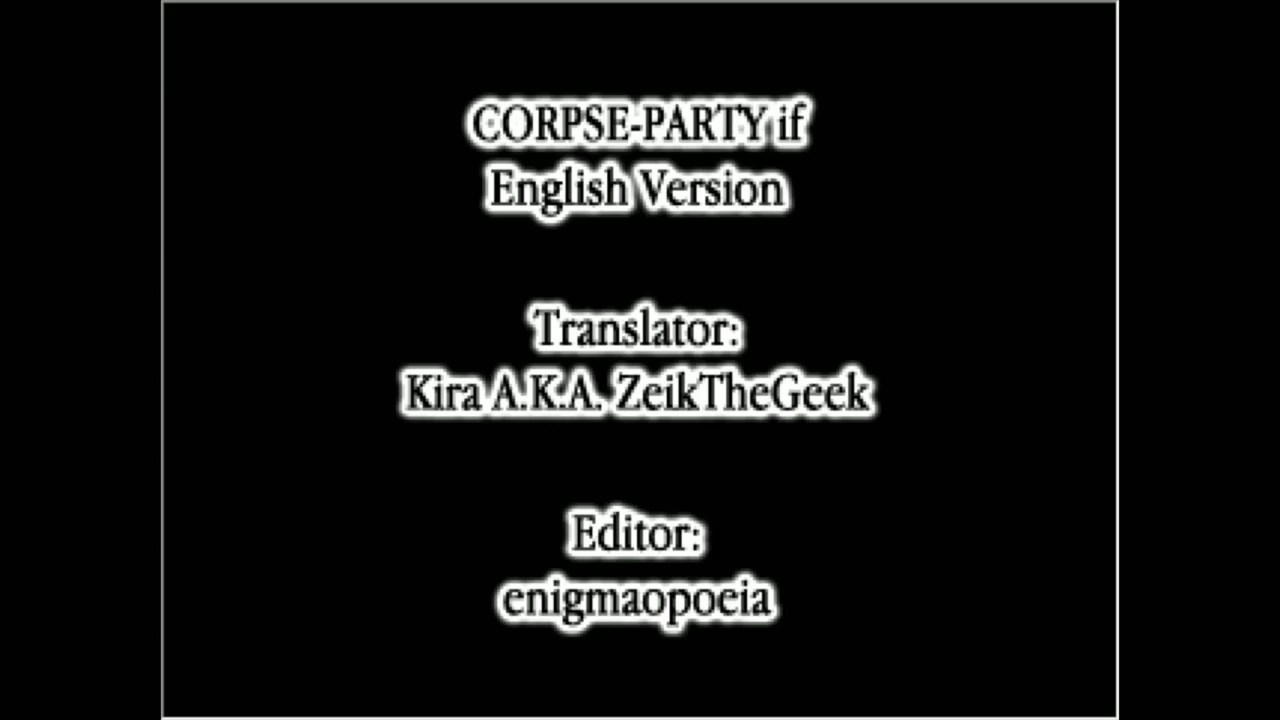 CORPSE-PARTY if
English Version
Translator:
Kira A.K.A. ZeikTheGeek
Editor:
enigmaopoeia